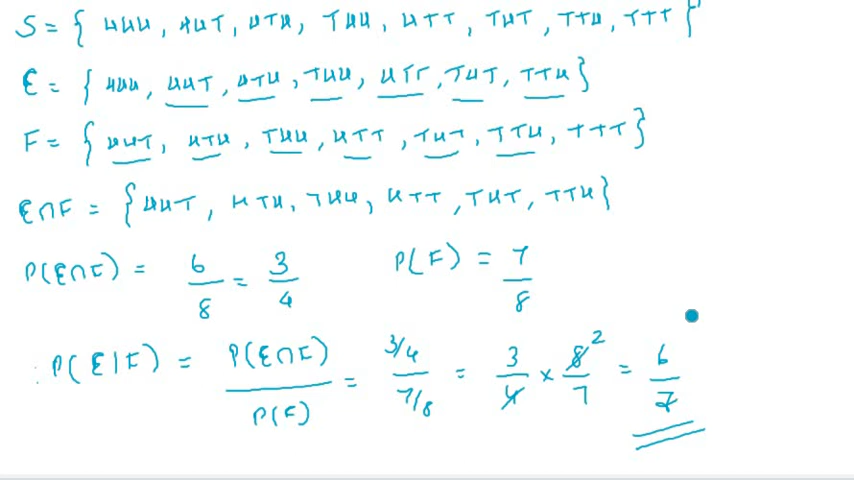 S = { HHH, HHT, HTH, THH, HTT, THT, TTH, TTT }
E = { HHH, HHT, HTH, THH, HTT, THT, TTH }
F = { HHT, HTH, THH, HTT, THT, TTH, TTT }
E∩F = { HHT, HTH, THH, HTT, THT, TTH }
P(E∩F) = 6/8 = 3/4 P(F) = 7/8
P(E|F) = P(E∩F)/P(F) = (3/4)/(7/8) = 3/4 × 8/7 2 = 6/7